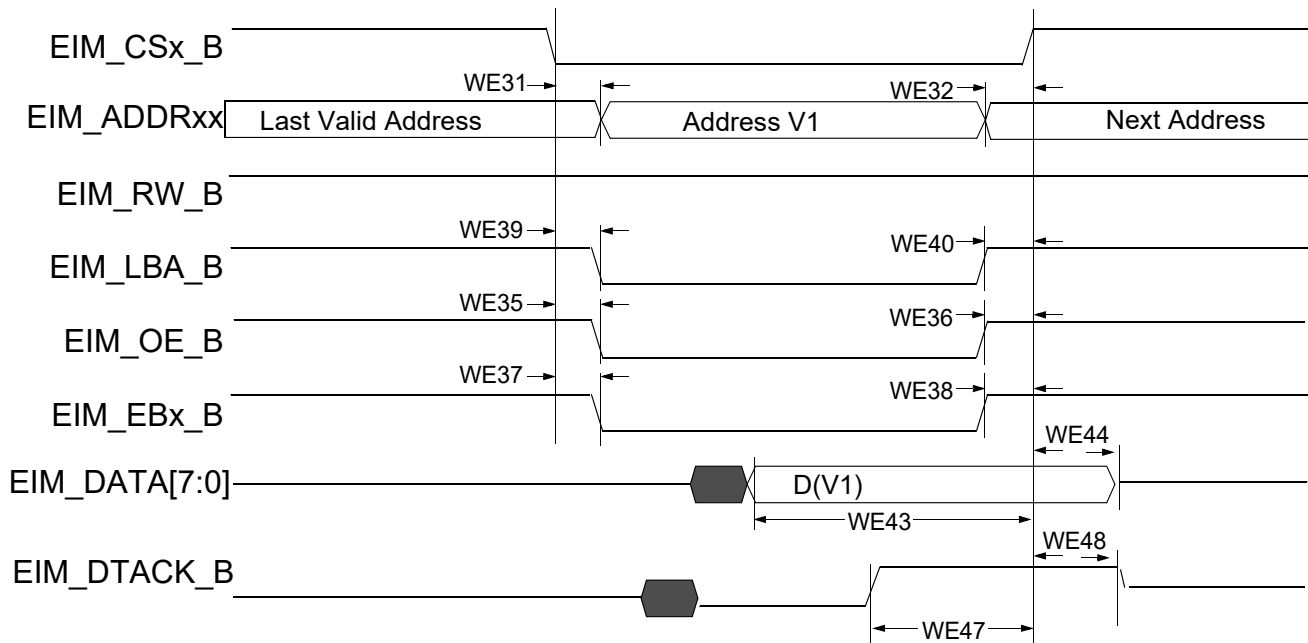 EIM_CSx_B
WE31
WE32
EIM_ADDRxx
Last Valid Address
Address V1
Next Address
EIM_RW_B
WE39
WE40
EIM_LBA_B
WE35
WE36
EIM_OE_B
WE37
WE38
EIM_EBx_B
WE44
EIM_DATA[7:0]
D(V1)
WE43
WE48
EIM_DTACK_B
WE47